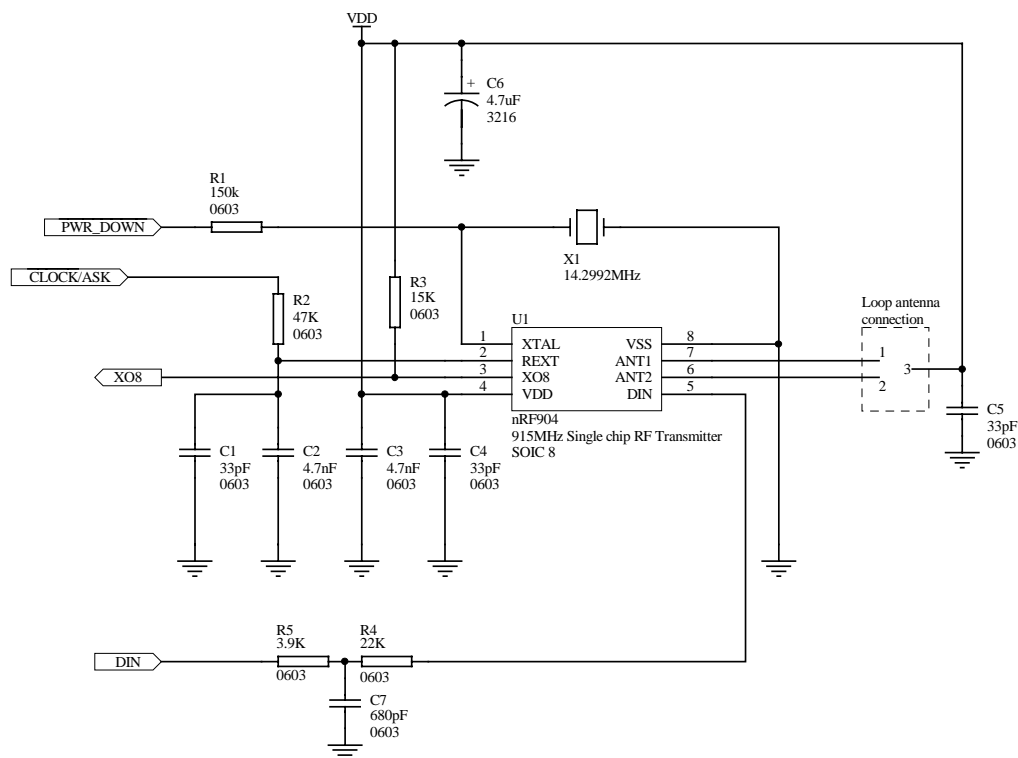 VDD
+
C6
4.7uF
3216
R1
150k
0603
PWR_DOWN
X1
14.2992MHz
CLOCK/ASK
R3
15K
0603
R2
47K
0603
Loop antenna
connection
U1
1 XTAL VSS 8
2 REXT ANT1 7
3 XO8 ANT2 6
4 VDD DIN 5
1
3
2
XO8
nRF904
915MHz Single chip RF Transmitter
SOIC 8
C5
33pF
0603
C1
33pF
0603
C2
4.7nF
0603
C3
4.7nF
0603
C4
33pF
0603
R5
3.9K
0603
R4
22K
0603
DIN
C7
680pF
0603